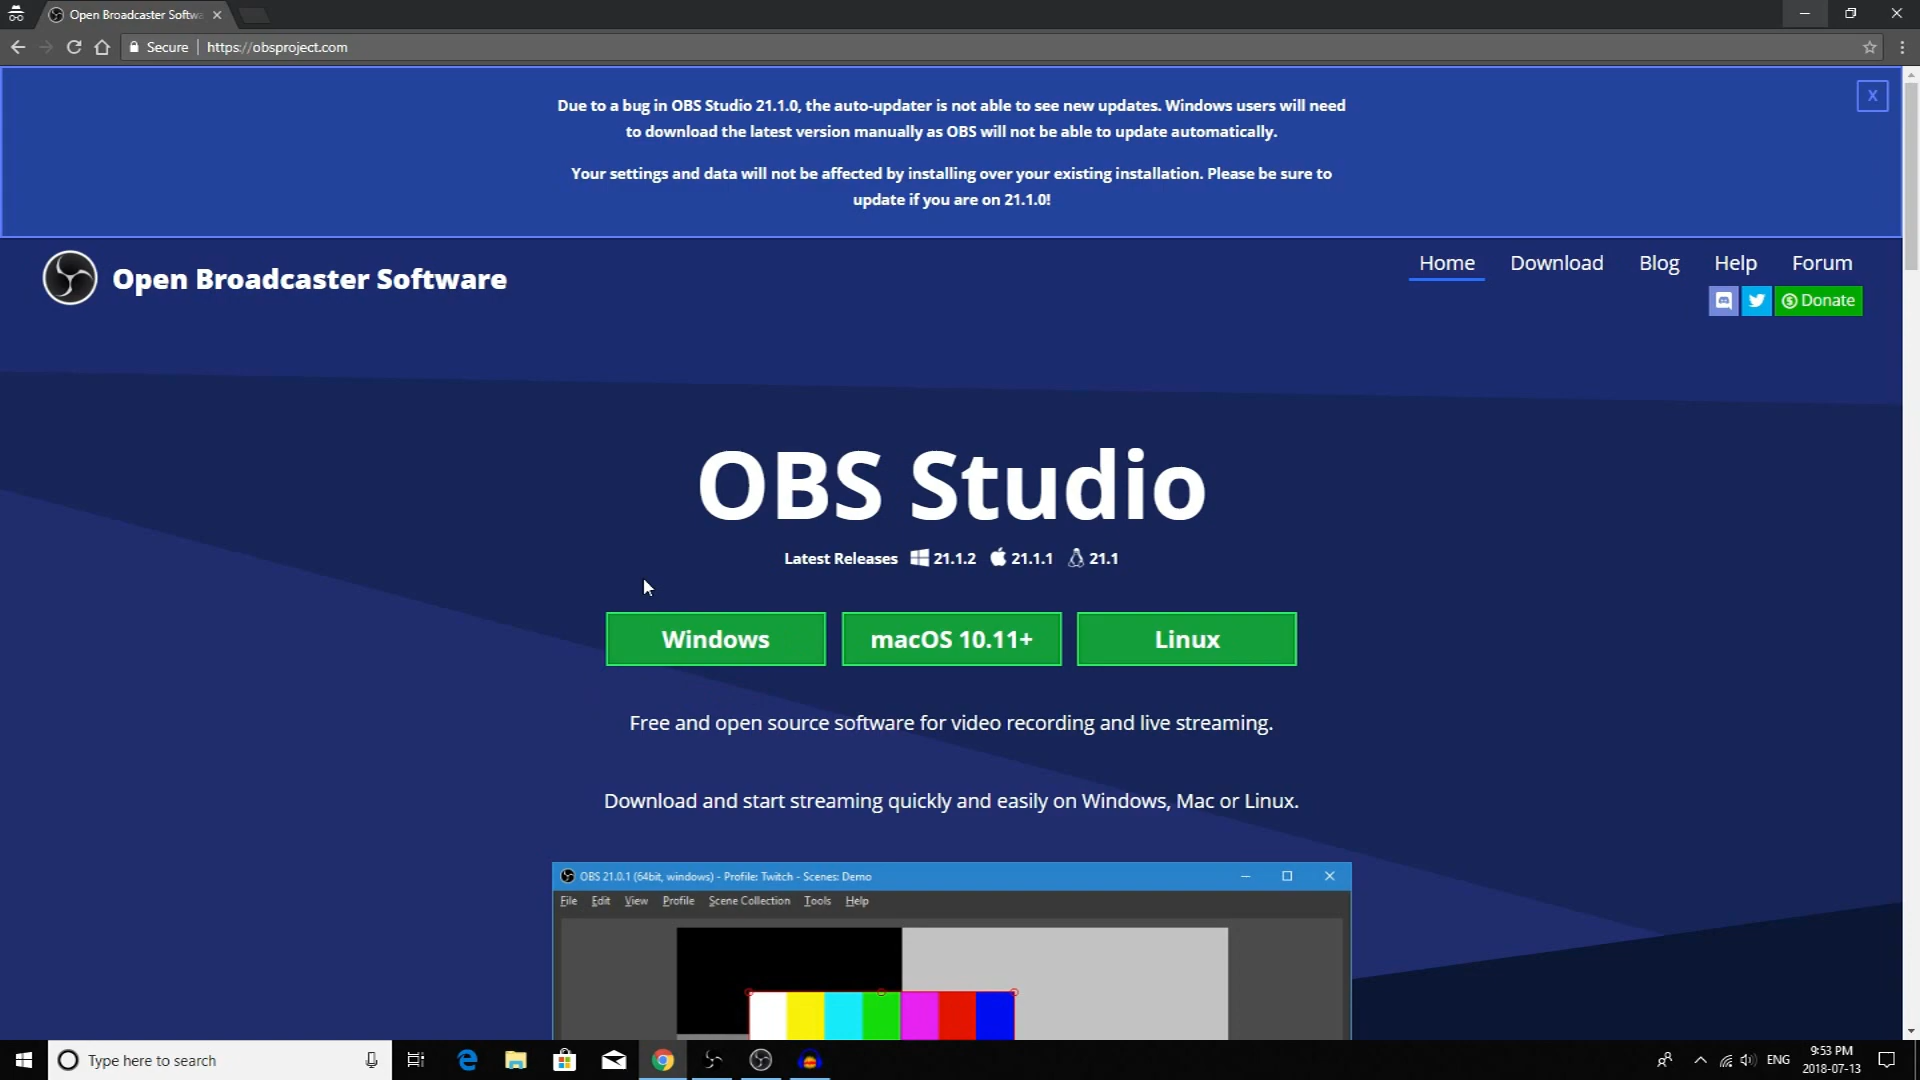 Open Broadcaster Softwa
Secure
https://obsproject.com
Due to a bug in OBS Studio 21.1.0, the auto-updater is not able to see new updates. Windows users will need
to download the latest version manually as OBS will not be able to update automatically.
X
Your settings and data will not be affected by installing over your existing installation. Please be sure to
update if you are on 21.1.0!
Open Broadcaster Software
Home Download Blog Help Forum
Donate
OBS Studio
Latest Releases 21.1.2 21.1.1 21.1
Windows macOS 10.11+ Linux
Free and open source software for video recording and live streaming.
Download and start streaming quickly and easily on Windows, Mac or Linux.
OBS 21.0.1 (64bit, windows) - Profile: Twitch - Scenes: Demo
File Edit View Profile Scene Collection Tools Help
Type here to search
ENG
9:53 PM
2018-07-13